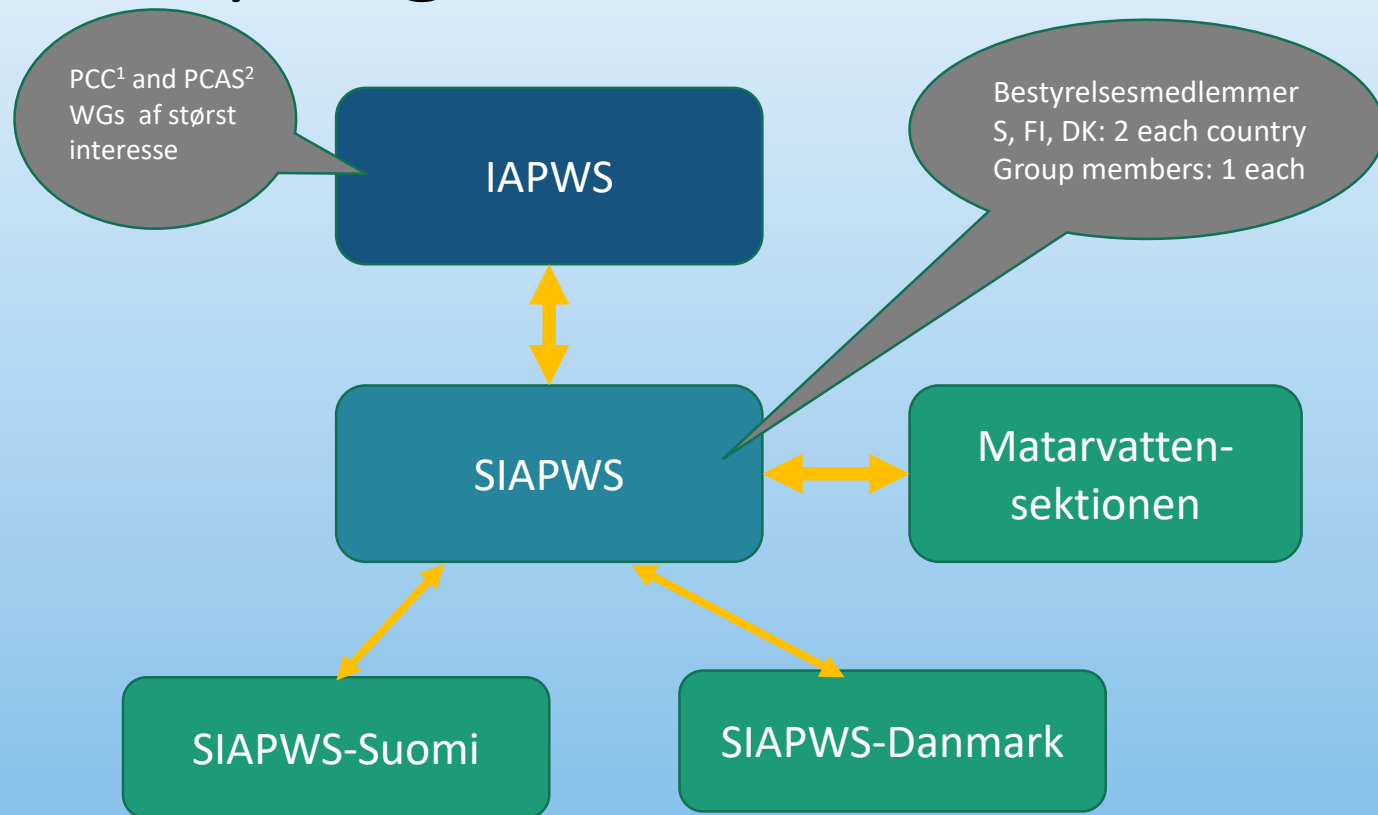 PCC¹ and PCAS²
WGs af størst
interesse
IAPWS
Bestyrelsesmedlemmer
S, FI, DK: 2 each country
Group members: 1 each
SIAPWS
Matarvatten-
sektionen
SIAPWS-Suomi
SIAPWS-Danmark